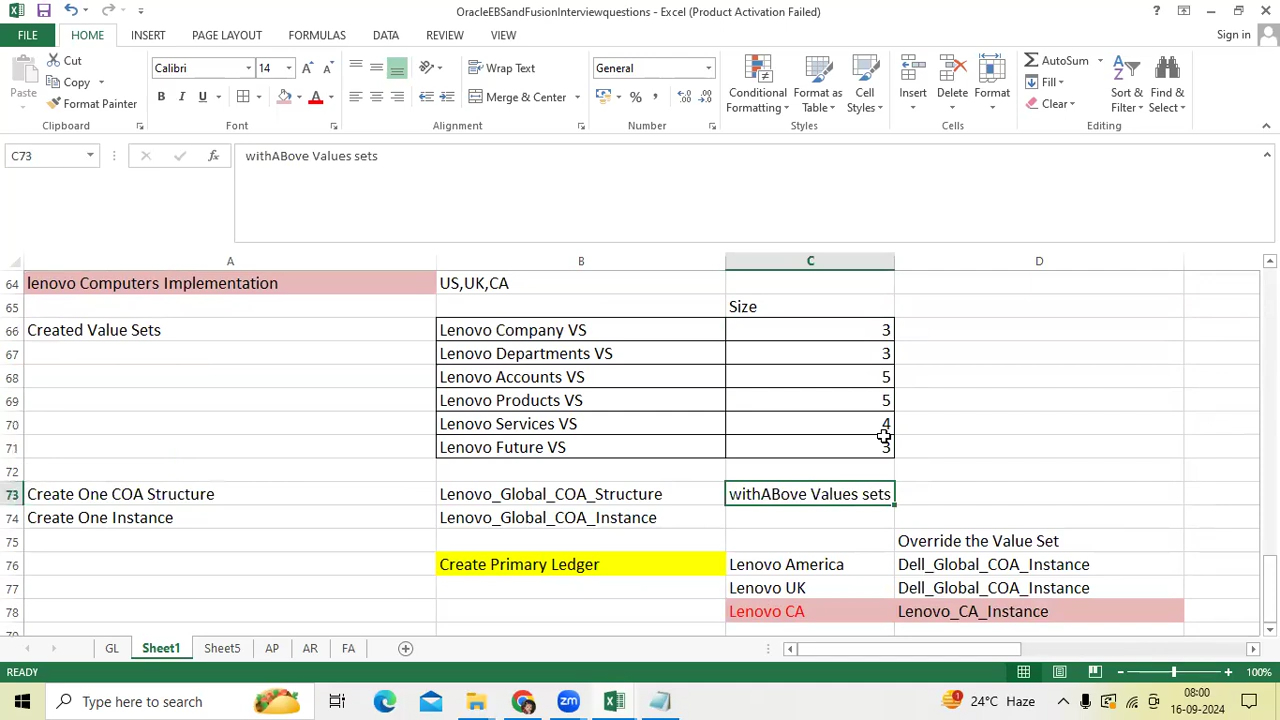 OracleEBSandFusionInterviewquestions - Excel (Product Activation Failed)
FILE HOME INSERT PAGE LAYOUT FORMULAS DATA REVIEW VIEW Sign in
Paste Cut Copy Format Painter Clipboard
Calibri 14 B I U A Font
Wrap Text Merge & Center Alignment
General % Number
Conditional Formatting Format as Table Cell Styles Styles
Insert Delete Format Cells
AutoSum Fill Clear Sort & Filter Find & Select Editing
C73 fx withABove Values sets
A B C D
64 lenovo Computers Implementation US,UK,CA
65 Size
66 Created Value Sets Lenovo Company VS 3
67 Lenovo Departments VS 3
68 Lenovo Accounts VS 5
69 Lenovo Products VS 5
70 Lenovo Services VS 4
71 Lenovo Future VS 3
72
73 Create One COA Structure Lenovo_Global_COA_Structure withABove Values sets
74 Create One Instance Lenovo_Global_COA_Instance
75 Override the Value Set
76 Create Primary Ledger Lenovo America Dell_Global_COA_Instance
77 Lenovo UK Dell_Global_COA_Instance
78 Lenovo CA Lenovo_CA_Instance
GL Sheet1 Sheet5 AP AR FA
READY 100%
Type here to search 24°C Haze 08:00
16-09-2024